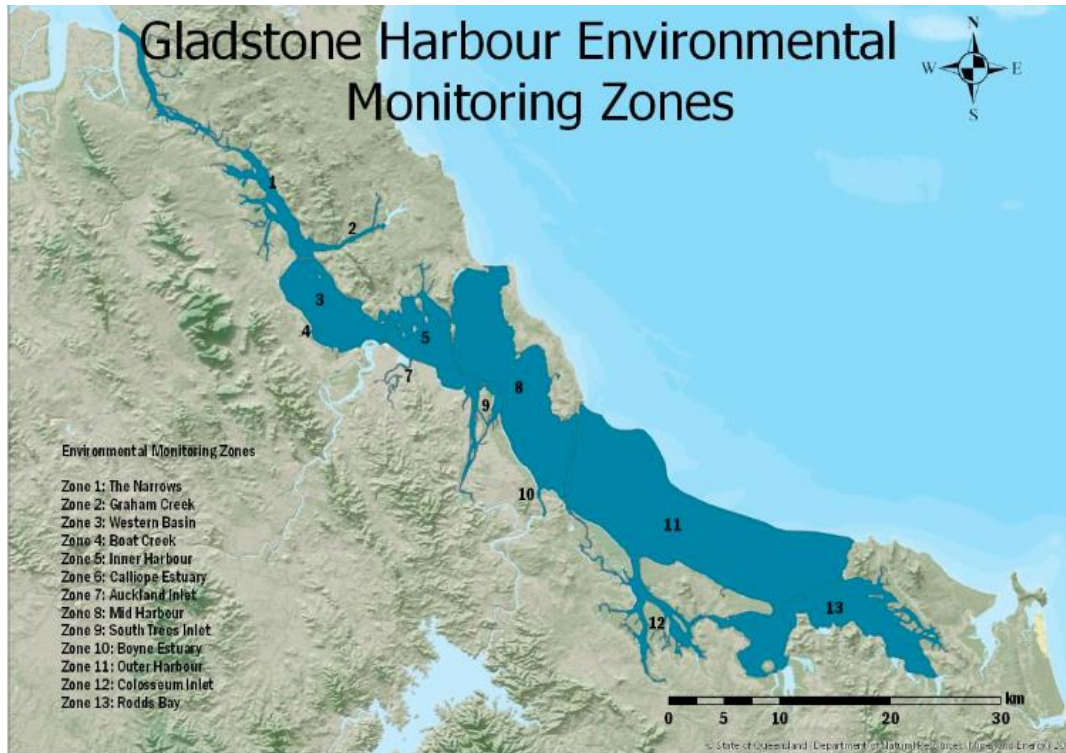 Gladstone Harbour Environmental
Monitoring Zones
N
W E
S
1
2
3
4
5
7
8
9
10
11
12
13
Environmental Monitoring Zones
Zone 1: The Narrows
Zone 2: Graham Creek
Zone 3: Western Basin
Zone 4: Boat Creek
Zone 5: Inner Harbour
Zone 6: Calliope Estuary
Zone 7: Auckland Inlet
Zone 8: Mid Harbour
Zone 9: South Trees Inlet
Zone 10: Boyne Estuary
Zone 11: Outer Harbour
Zone 12: Colosseum Inlet
Zone 13: Rodds Bay
km
0 5 10 20 30
© State of Queensland (Department of Natural Resources, Mines and Energy)